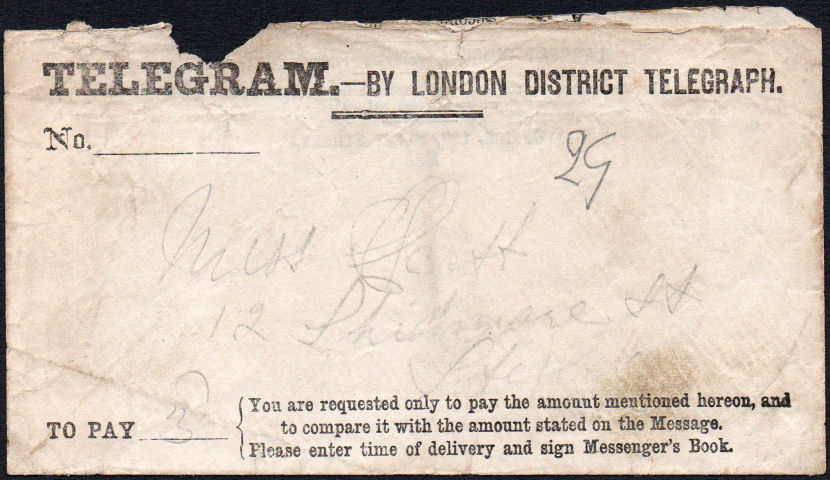 TELEGRAM.—BY LONDON DISTRICT TELEGRAPH.
No.
29
Miss Scott
12 St
TO PAY 3
You are requested only to pay the amount mentioned hereon, and
to compare it with the amount stated on the Message.
Please enter time of delivery and sign Messenger's Book.